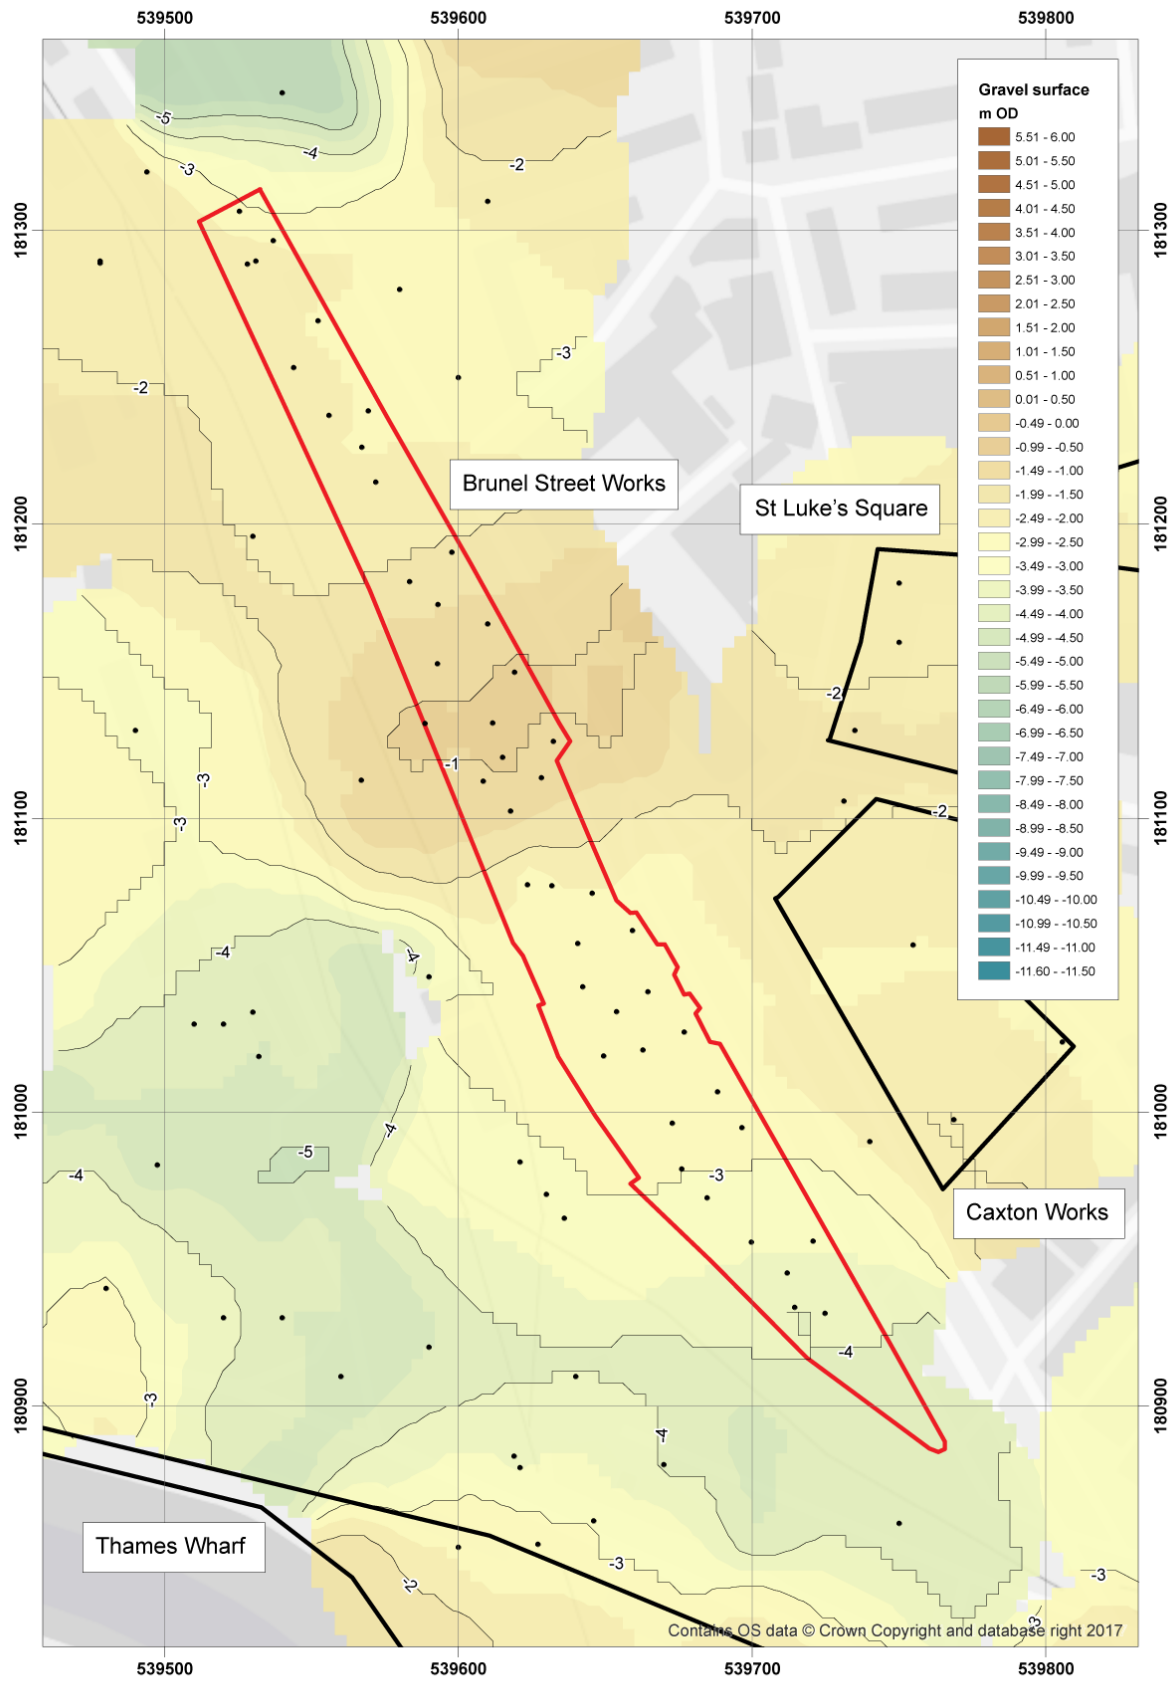 539500 539600 539700 539800
Gravel surface
m OD
5.51 - 6.00
5.01 - 5.50
4.51 - 5.00
4.01 - 4.50
3.51 - 4.00
3.01 - 3.50
2.51 - 3.00
2.01 - 2.50
1.51 - 2.00
1.01 - 1.50
0.51 - 1.00
0.01 - 0.50
-0.49 - 0.00
-0.99 - -0.50
-1.49 - -1.00
-1.99 - -1.50
-2.49 - -2.00
-2.99 - -2.50
-3.49 - -3.00
-3.99 - -3.50
-4.49 - -4.00
-4.99 - -4.50
-5.49 - -5.00
-5.99 - -5.50
-6.49 - -6.00
-6.99 - -6.50
-7.49 - -7.00
-7.99 - -7.50
-8.49 - -8.00
-8.99 - -8.50
-9.49 - -9.00
-9.99 - -9.50
-10.49 - -10.00
-10.99 - -10.50
-11.49 - -11.00
-11.60 - -11.50
-5
-4
-3
-2
181300 181300
-3
-2
Brunel Street Works
St Luke's Square
181200 181200
-2
-1
-3
-3
-2
181100 181100
-4
-4
181000 181000
-4
-5
-4
-3
Caxton Works
-4
-3
180900 180900
-4
Thames Wharf
-3
-2
-3
-3
Contains OS data © Crown Copyright and database right 2017
539500 539600 539700 539800